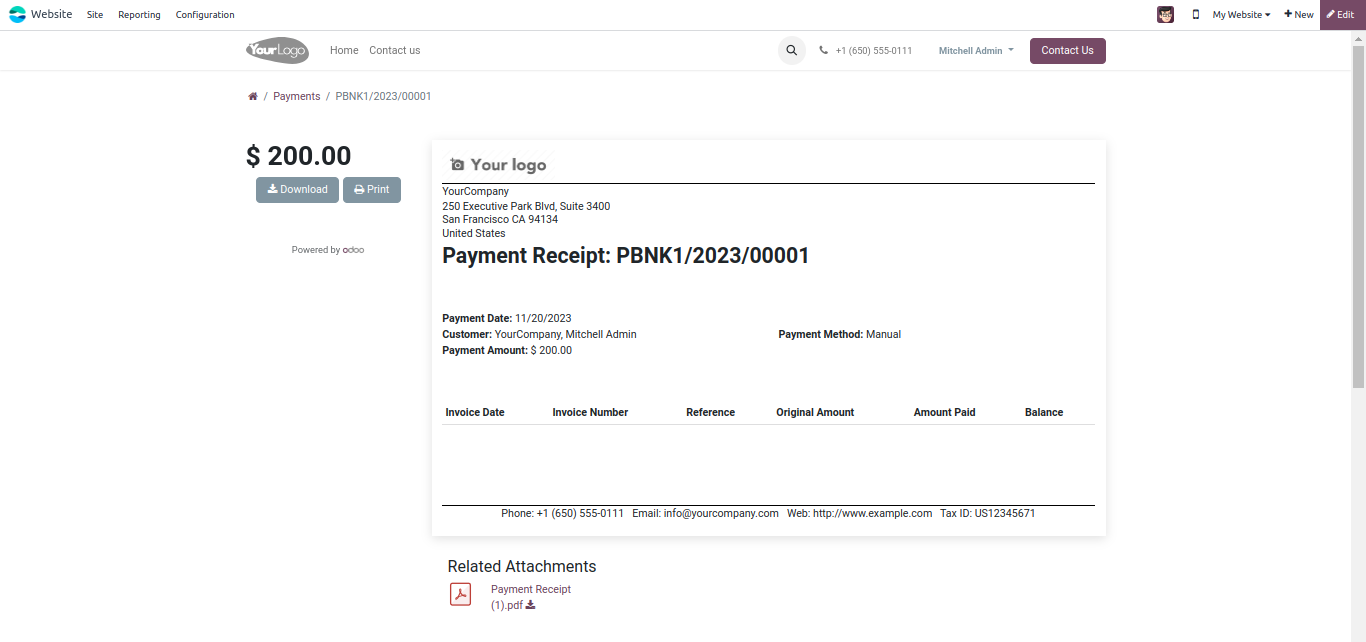 Website Site Reporting Configuration My Website New Edit
YourLogo Home Contact us +1 (650) 555-0111 Mitchell Admin Contact Us
/ Payments / PBNK1/2023/00001
$ 200.00
Download Print
Powered by odoo
Your logo
YourCompany
250 Executive Park Blvd, Suite 3400
San Francisco CA 94134
United States
Payment Receipt: PBNK1/2023/00001
Payment Date: 11/20/2023
Customer: YourCompany, Mitchell Admin Payment Method: Manual
Payment Amount: $ 200.00
Invoice Date Invoice Number Reference Original Amount Amount Paid Balance
Phone: +1 (650) 555-0111 Email: info@yourcompany.com Web: http://www.example.com Tax ID: US12345671
Related Attachments
Payment Receipt
(1).pdf